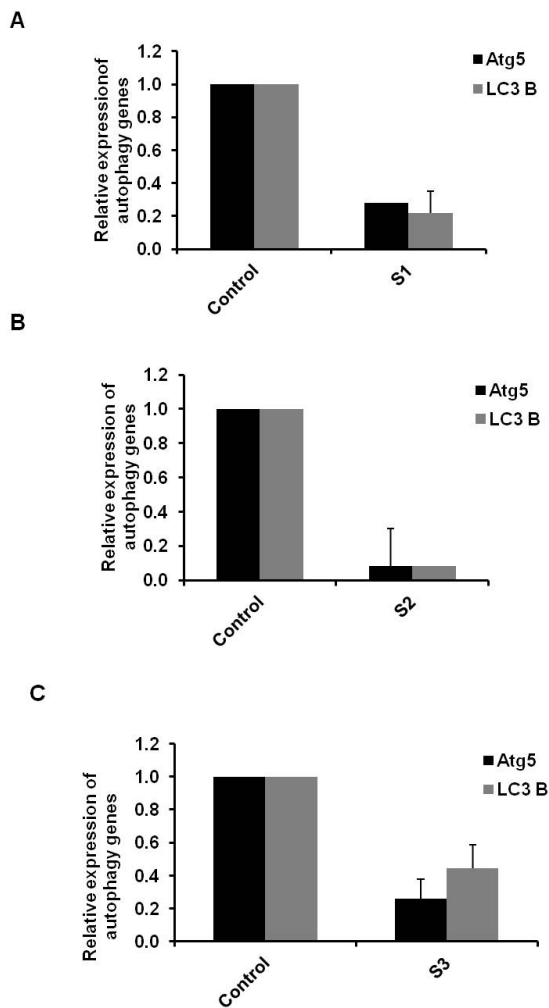 A
Relative expressionof
autophagy genes
1.2
1.0
0.8
0.6
0.4
0.2
0.0
Control
S1
Atg5
LC3 B
B
Relative expression of
autophagy genes
1.2
1.0
0.8
0.6
0.4
0.2
0.0
Control
S2
Atg5
LC3 B
C
Relative expression of
autophagy genes
1.2
1.0
0.8
0.6
0.4
0.2
0.0
Control
S3
Atg5
LC3 B